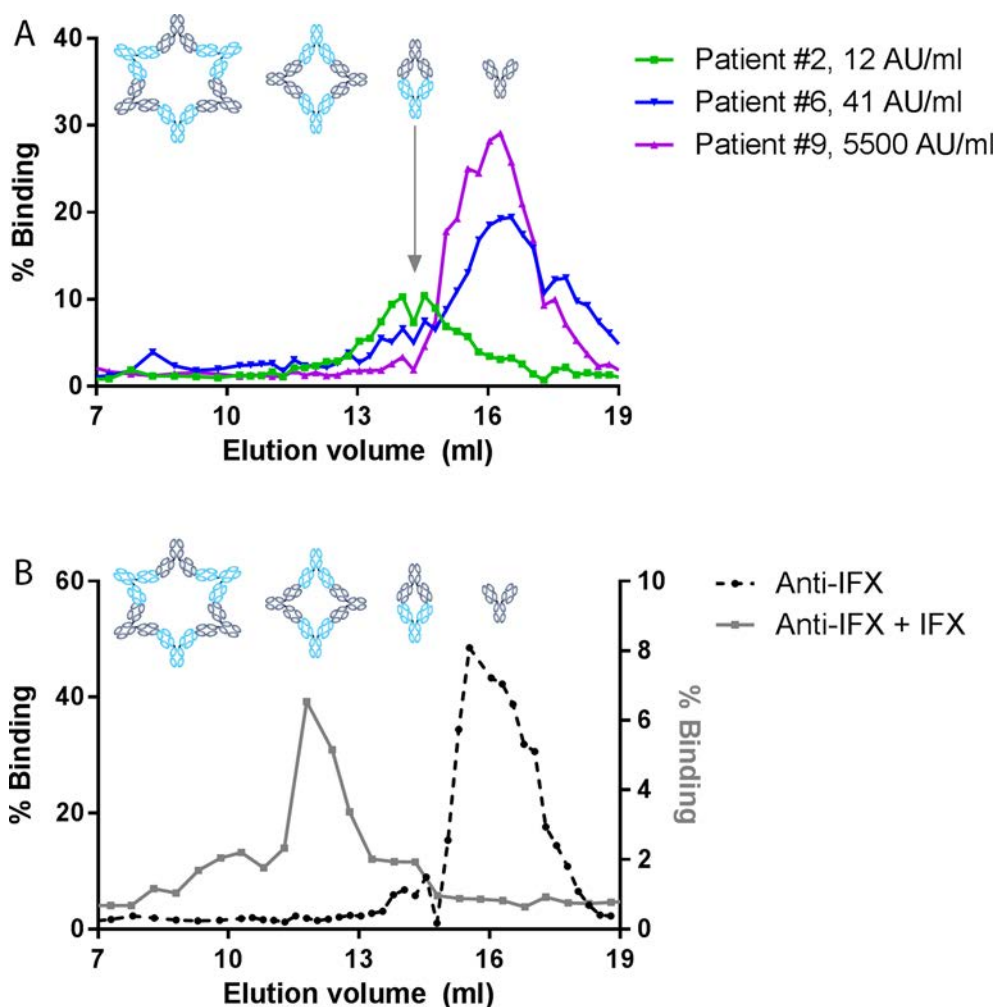 A
40
30
20
10
0
% Binding
7
10
13
16
19
Elution volume (ml)
Patient #2, 12 AU/ml
Patient #6, 41 AU/ml
Patient #9, 5500 AU/ml
B
60
40
20
0
% Binding
10
8
6
4
2
0
% Binding
7
10
13
16
19
Elution volume (ml)
Anti-IFX
Anti-IFX + IFX